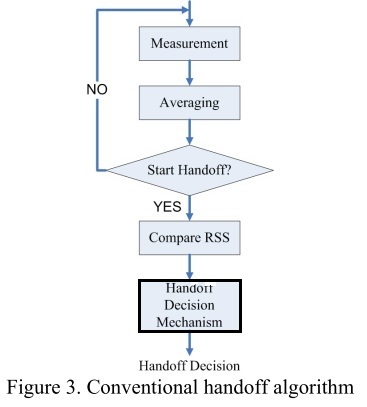 Measurement
NO
Averaging
Start Handoff?
YES
Compare RSS
Handoff
Decision
Mechanism
Handoff Decision
Figure 3. Conventional handoff algorithm